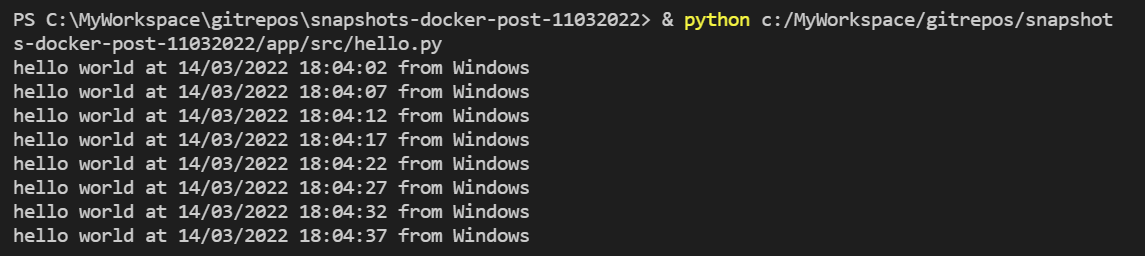 PS C:\MyWorkspace\gitrepos\snapshots-docker-post-11032022> & python c:/MyWorkspace/gitrepos/snapshot
s-docker-post-11032022/app/src/hello.py
hello world at 14/03/2022 18:04:02 from Windows
hello world at 14/03/2022 18:04:07 from Windows
hello world at 14/03/2022 18:04:12 from Windows
hello world at 14/03/2022 18:04:17 from Windows
hello world at 14/03/2022 18:04:22 from Windows
hello world at 14/03/2022 18:04:27 from Windows
hello world at 14/03/2022 18:04:32 from Windows
hello world at 14/03/2022 18:04:37 from Windows